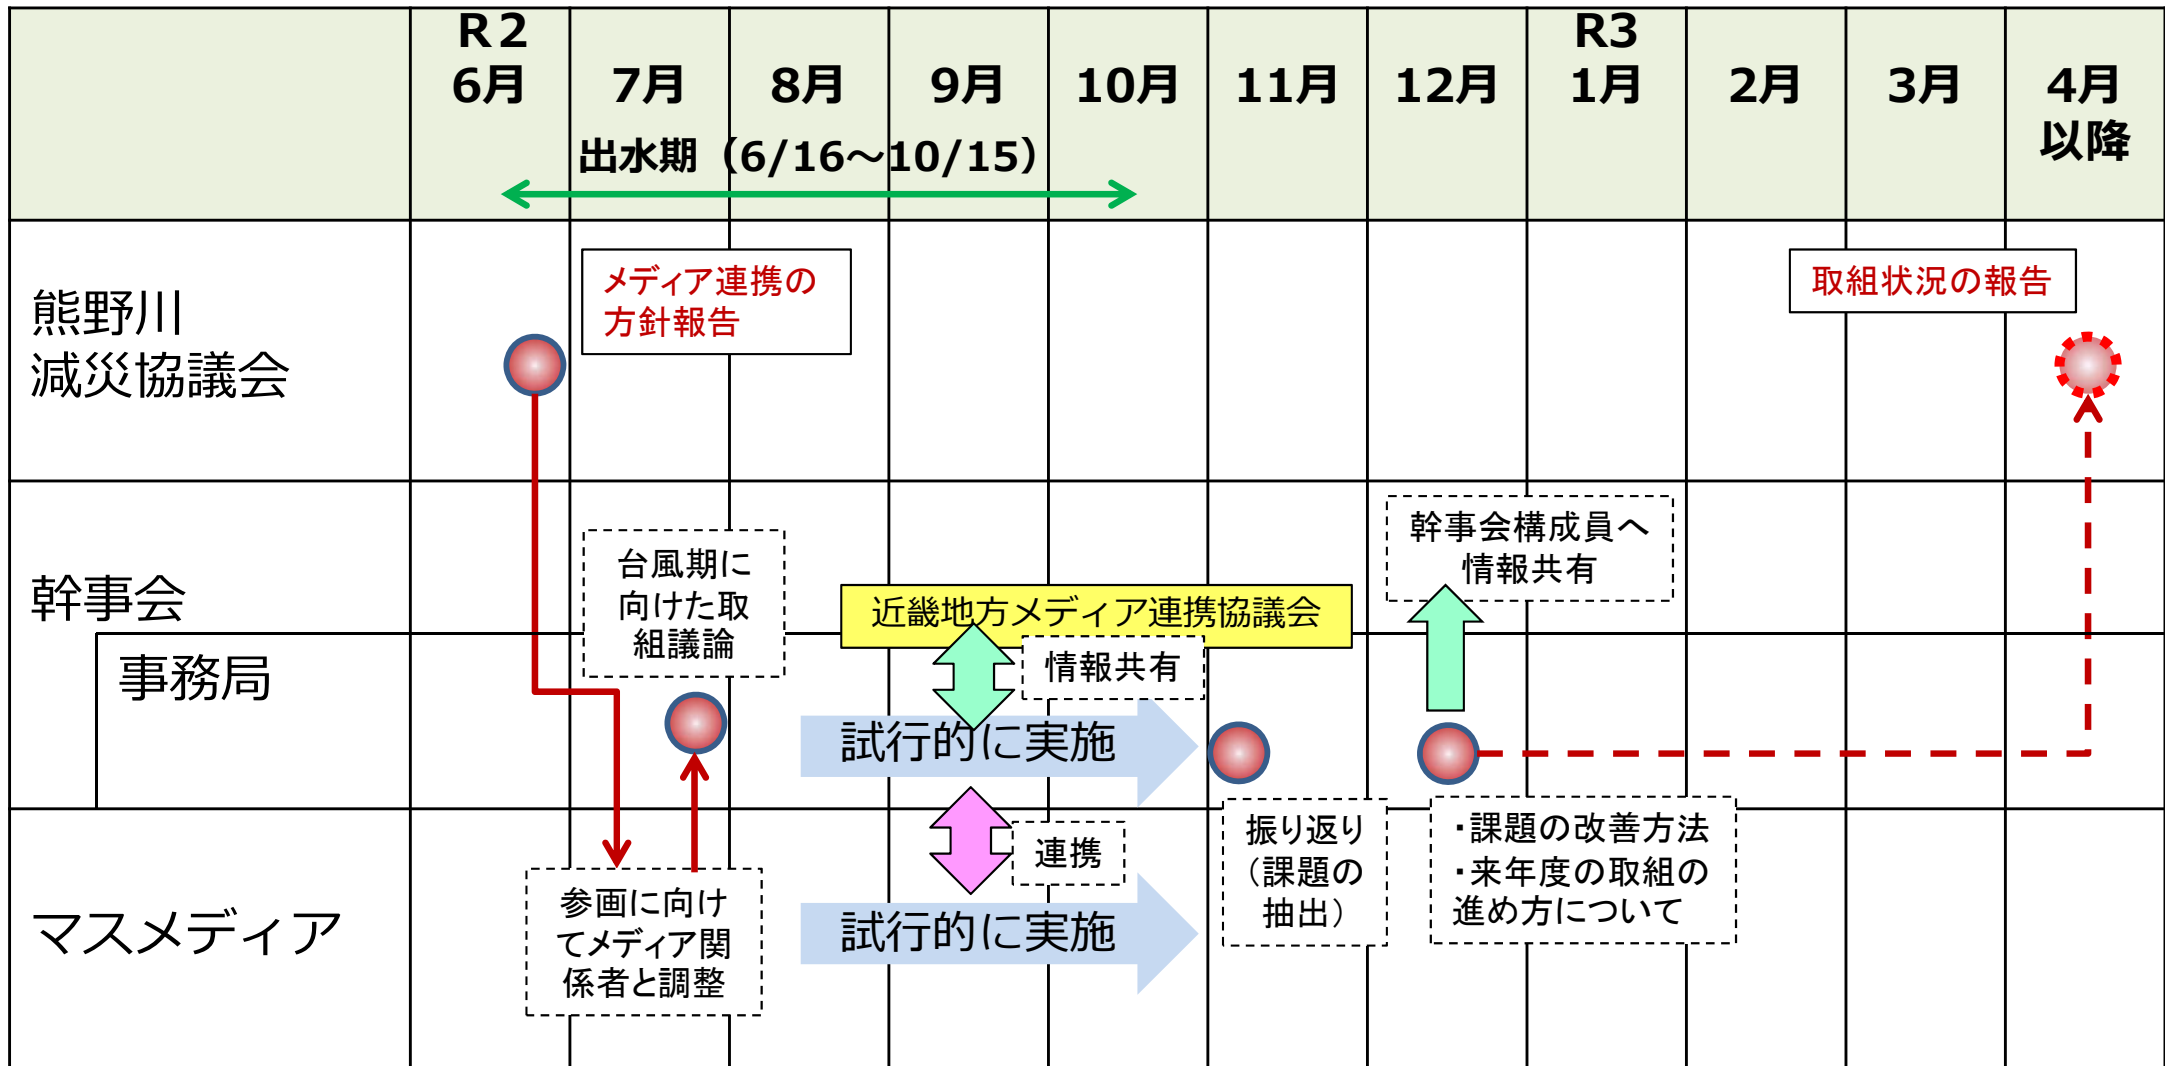 R2
6月
7月
8月
9月
10月
11月
12月
R3
1月
2月
3月
4月
以降
出水期（6/16～10/15）
熊野川
減災協議会
メディア連携の
方針報告
取組状況の報告
幹事会
事務局
台風期に
向けた取
組議論
近畿地方メディア連携協議会
情報共有
幹事会構成員へ
情報共有
試行的に実施
マスメディア
参画に向け
てメディア関
係者と調整
連携
試行的に実施
振り返り
（課題の
抽出）
・課題の改善方法
・来年度の取組の
進め方について